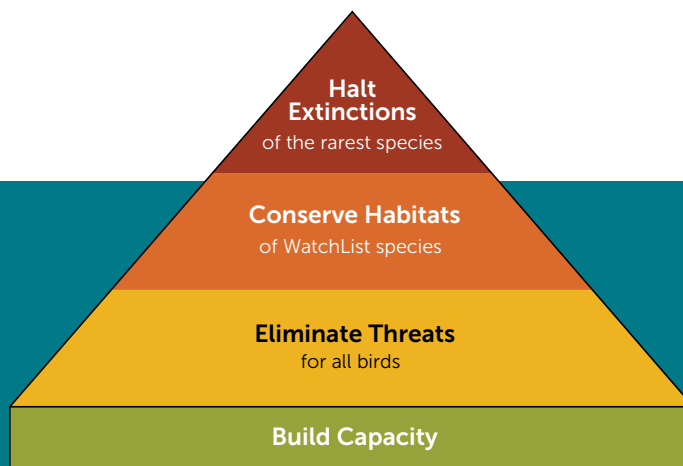 Halt
Extinctions
of the rarest species
Conserve Habitats
of WatchList species
Eliminate Threats
for all birds
Build Capacity